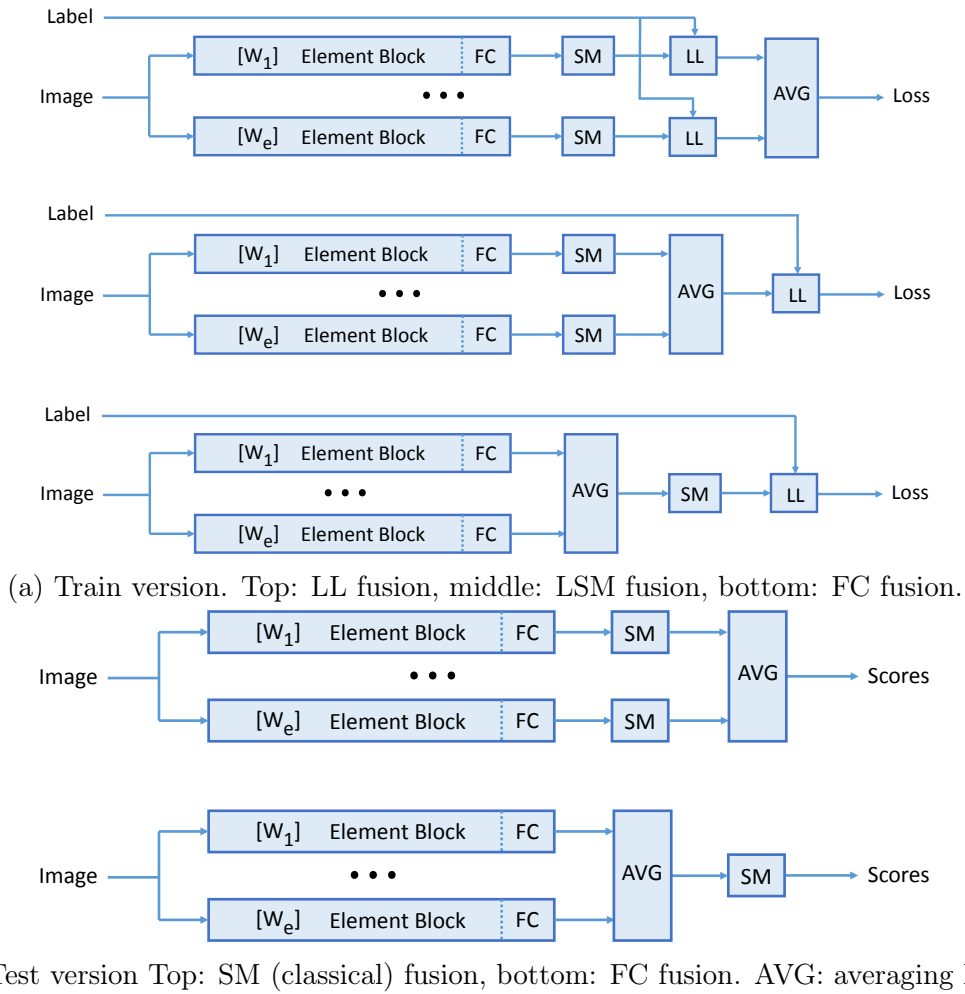 Label
[W1] Element Block FC SM LL
Image AVG Loss
[We] Element Block FC SM LL
Label
[W1] Element Block FC SM
Image AVG LL Loss
[We] Element Block FC SM
Label
[W1] Element Block FC
Image AVG SM LL Loss
[We] Element Block FC
(a) Train version. Top: LL fusion, middle: LSM fusion, bottom: FC fusion.
[W1] Element Block FC SM
Image AVG Scores
[We] Element Block FC SM
[W1] Element Block FC
Image AVG SM Scores
[We] Element Block FC
Test version Top: SM (classical) fusion, bottom: FC fusion. AVG: averaging